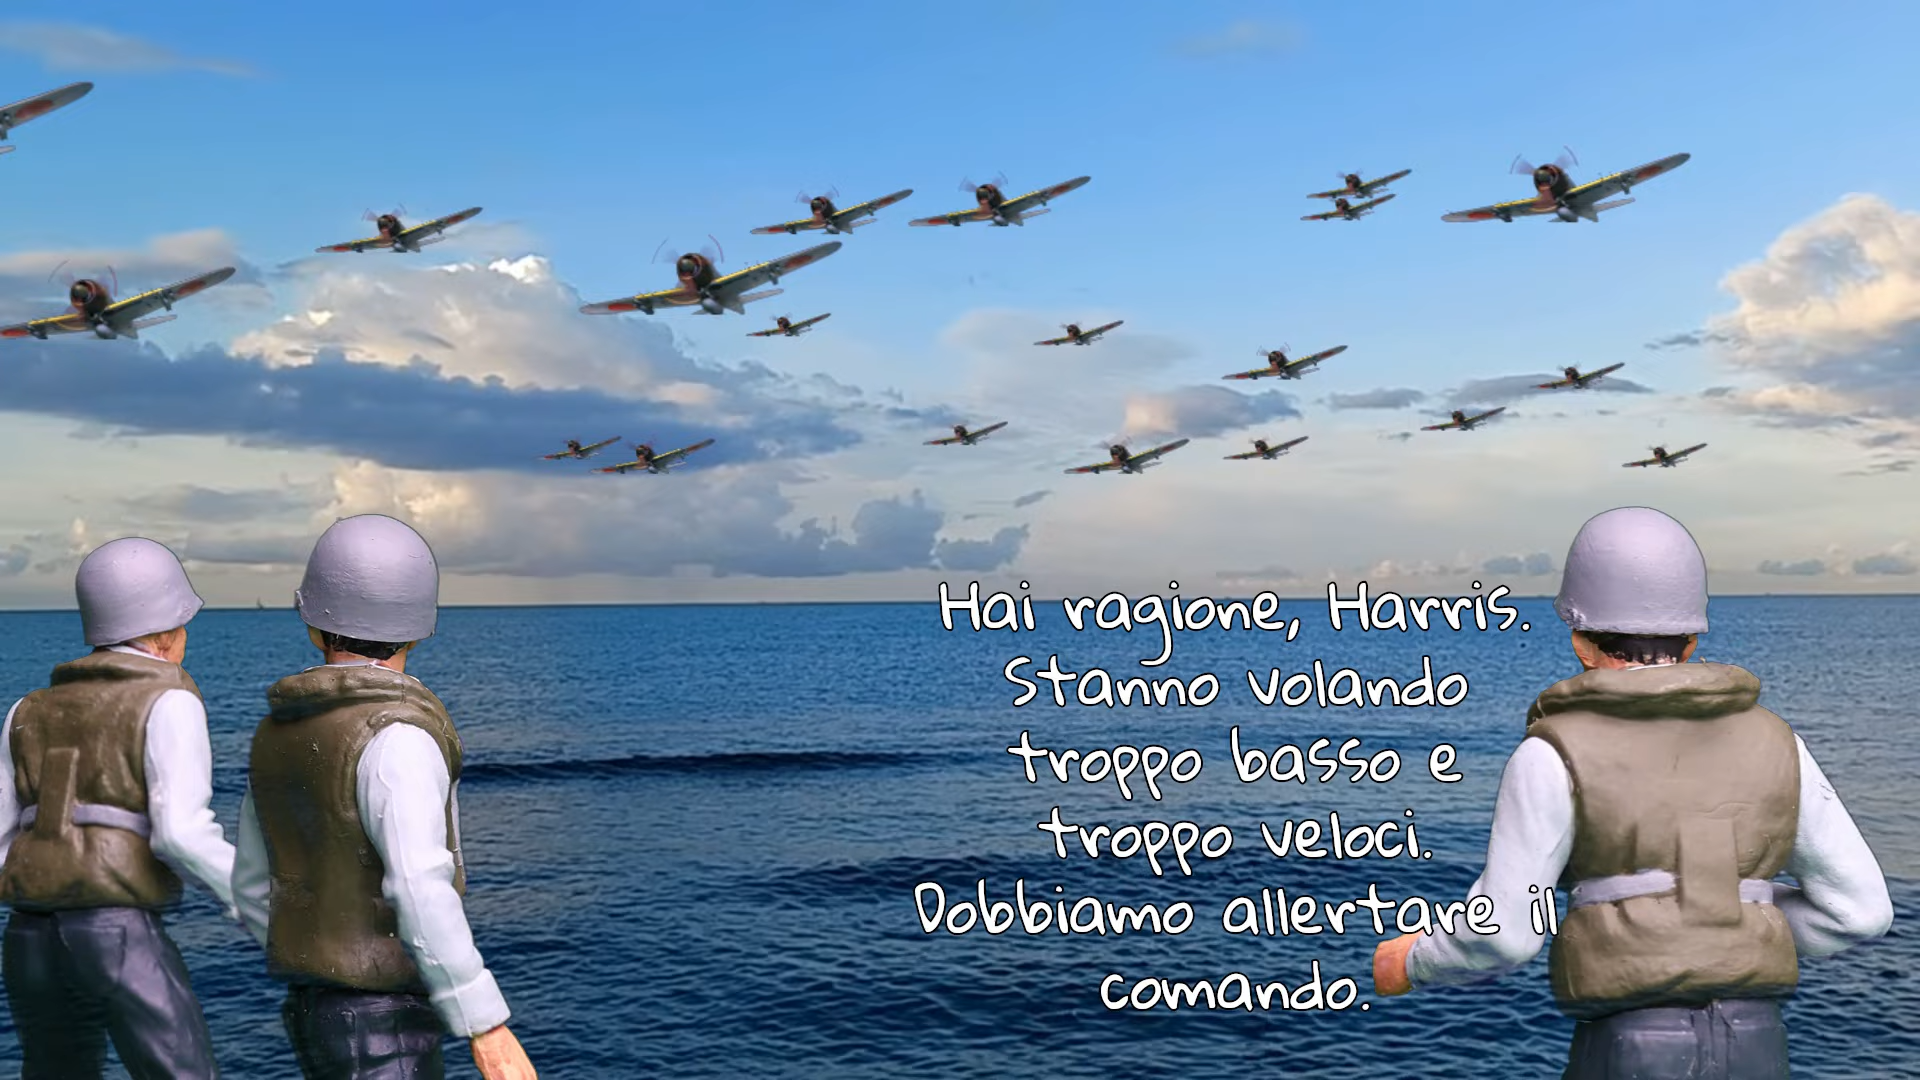 Hai ragione, Harris.
Stanno volando
troppo basso e
troppo veloci.
Dobbiamo allertare il
comando.